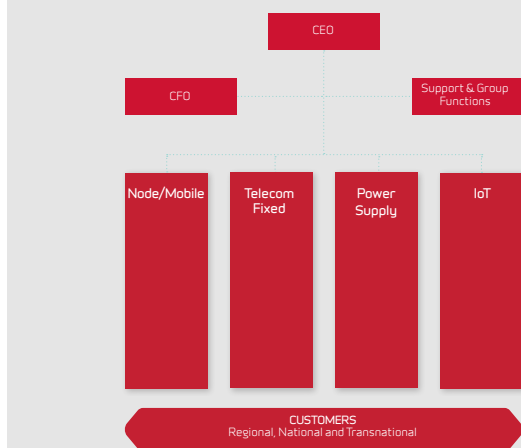 CEO
CFO
Support & Group
Functions
Node/Mobile
Telecom
Fixed
Power
Supply
IoT
CUSTOMERS
Regional, National and Transnational